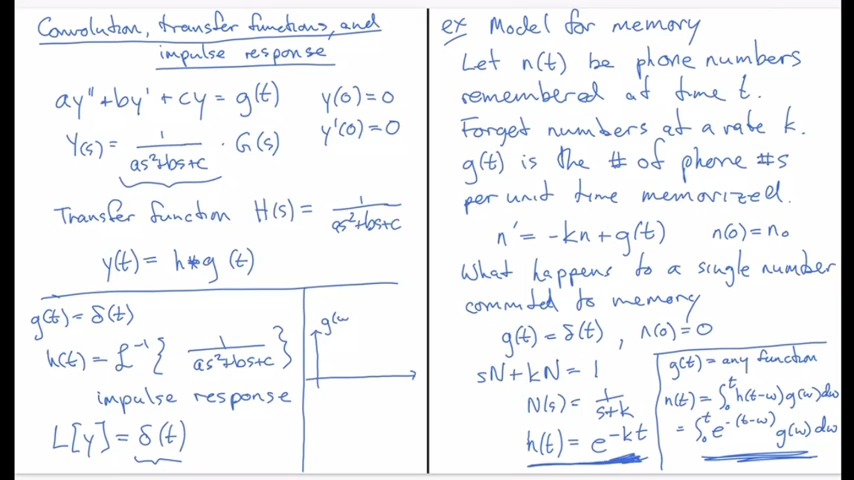 Convolution, transfer functions, and
impulse response
ay'' + by' + cy = g(t)   y(0) = 0
Y(s) = 1/(as²+bs+c) · G(s)   y'(0) = 0
Transfer function H(s) = 1/(as²+bs+c)
y(t) = h*g (t)
g(t) = δ(t)
h(t) = ℒ⁻¹{ 1/(as²+bs+c) }
impulse response
L[y] = δ(t)
g(w
ex Model for memory
Let n(t) be phone numbers
remembered at time t.
Forget numbers at a rate k.
g(t) is the # of phone #s
per unit time memorized.
n' = -kn + g(t)   n(0) = n₀
What happens to a single number
commited to memory
g(t) = δ(t), n(0) = 0
sN + kN = 1
N(s) = 1/(s+k)
h(t) = e^(-kt)
g(t) = any function
n(t) = ∫₀ᵗ h(t-w) g(w) dw
= ∫₀ᵗ e^(-(t-w)) g(w) dw